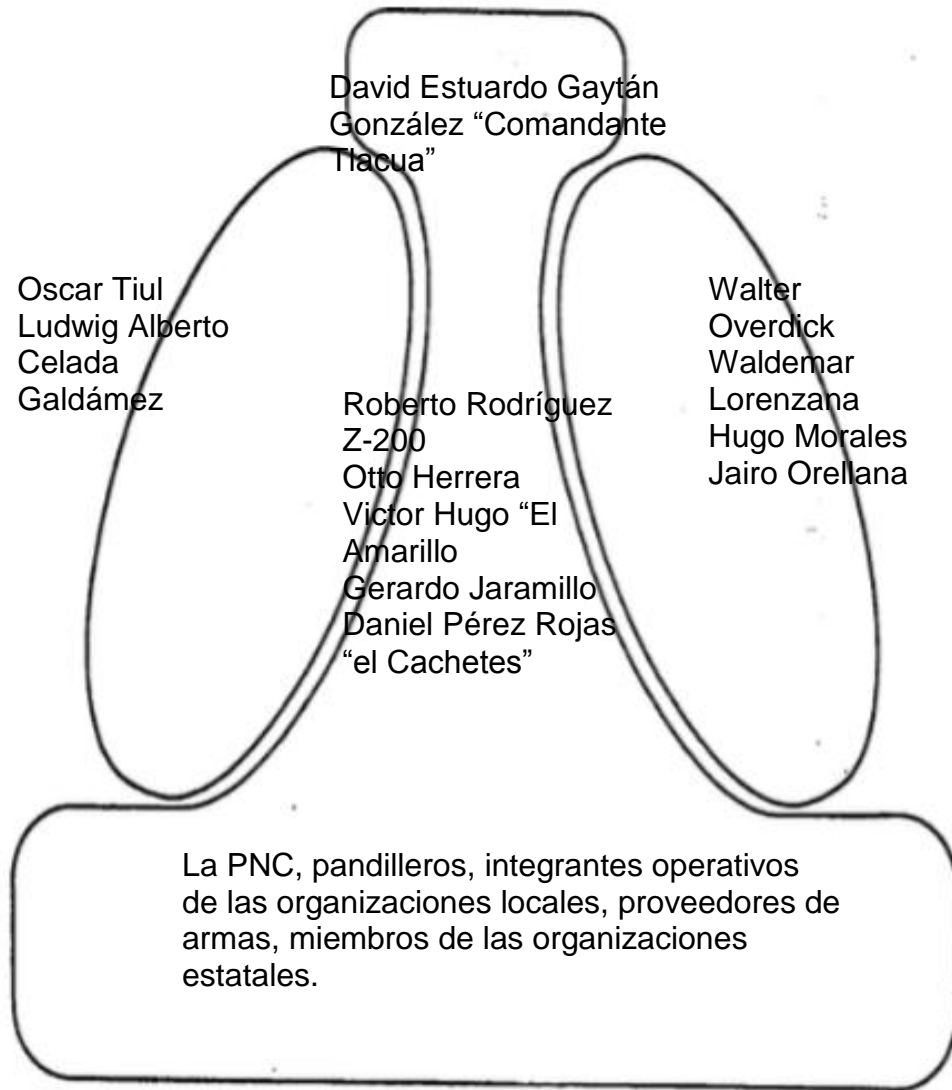 David Estuardo Gaytán
González “Comandante
Tlacua”
Oscar Tiul
Ludwig Alberto
Celada
Galdámez
Roberto Rodríguez
Z-200
Otto Herrera
Victor Hugo “El
Amarillo
Gerardo Jaramillo
Daniel Pérez Rojas
“el Cachetes”
Walter
Overdick
Waldemar
Lorenzana
Hugo Morales
Jairo Orellana
La PNC, pandilleros, integrantes operativos
de las organizaciones locales, proveedores de
armas, miembros de las organizaciones
estatales.